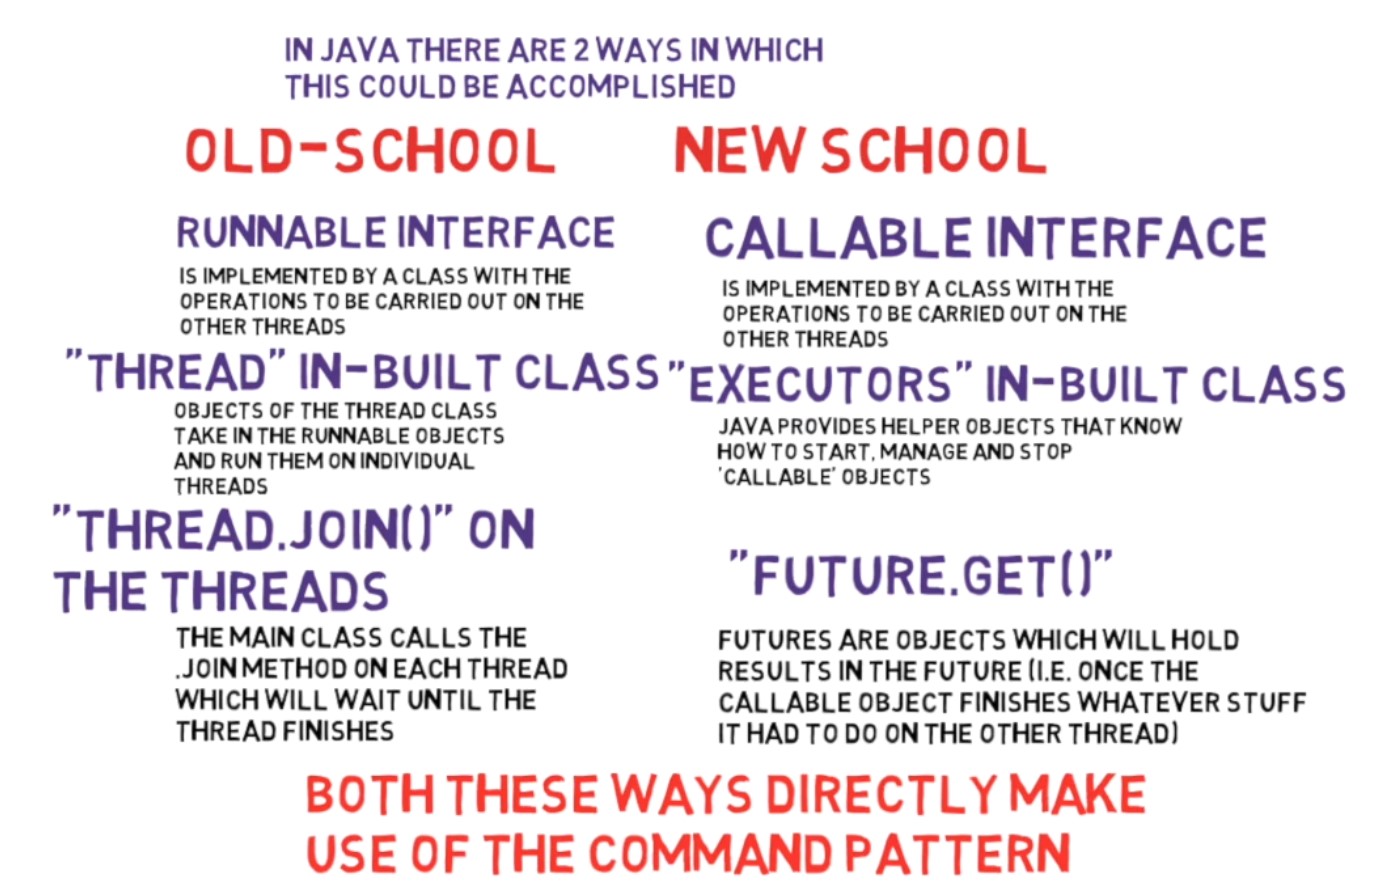 IN JAVA THERE ARE 2 WAYS IN WHICH
THIS COULD BE ACCOMPLISHED
OLD-SCHOOL
RUNNABLE INTERFACE
IS IMPLEMENTED BY A CLASS WITH THE
OPERATIONS TO BE CARRIED OUT ON THE
OTHER THREADS
"THREAD" IN-BUILT CLASS
OBJECTS OF THE THREAD CLASS
TAKE IN THE RUNNABLE OBJECTS
AND RUN THEM ON INDIVIDUAL
THREADS
"THREAD.JOIN()" ON
THE THREADS
THE MAIN CLASS CALLS THE
.JOIN METHOD ON EACH THREAD
WHICH WILL WAIT UNTIL THE
THREAD FINISHES
NEW SCHOOL
CALLABLE INTERFACE
IS IMPLEMENTED BY A CLASS WITH THE
OPERATIONS TO BE CARRIED OUT ON THE
OTHER THREADS
"EXECUTORS" IN-BUILT CLASS
JAVA PROVIDES HELPER OBJECTS THAT KNOW
HOW TO START, MANAGE AND STOP
'CALLABLE' OBJECTS
"FUTURE.GET()"
FUTURES ARE OBJECTS WHICH WILL HOLD
RESULTS IN THE FUTURE (I.E. ONCE THE
CALLABLE OBJECT FINISHES WHATEVER STUFF
IT HAD TO DO ON THE OTHER THREAD)
BOTH THESE WAYS DIRECTLY MAKE
USE OF THE COMMAND PATTERN